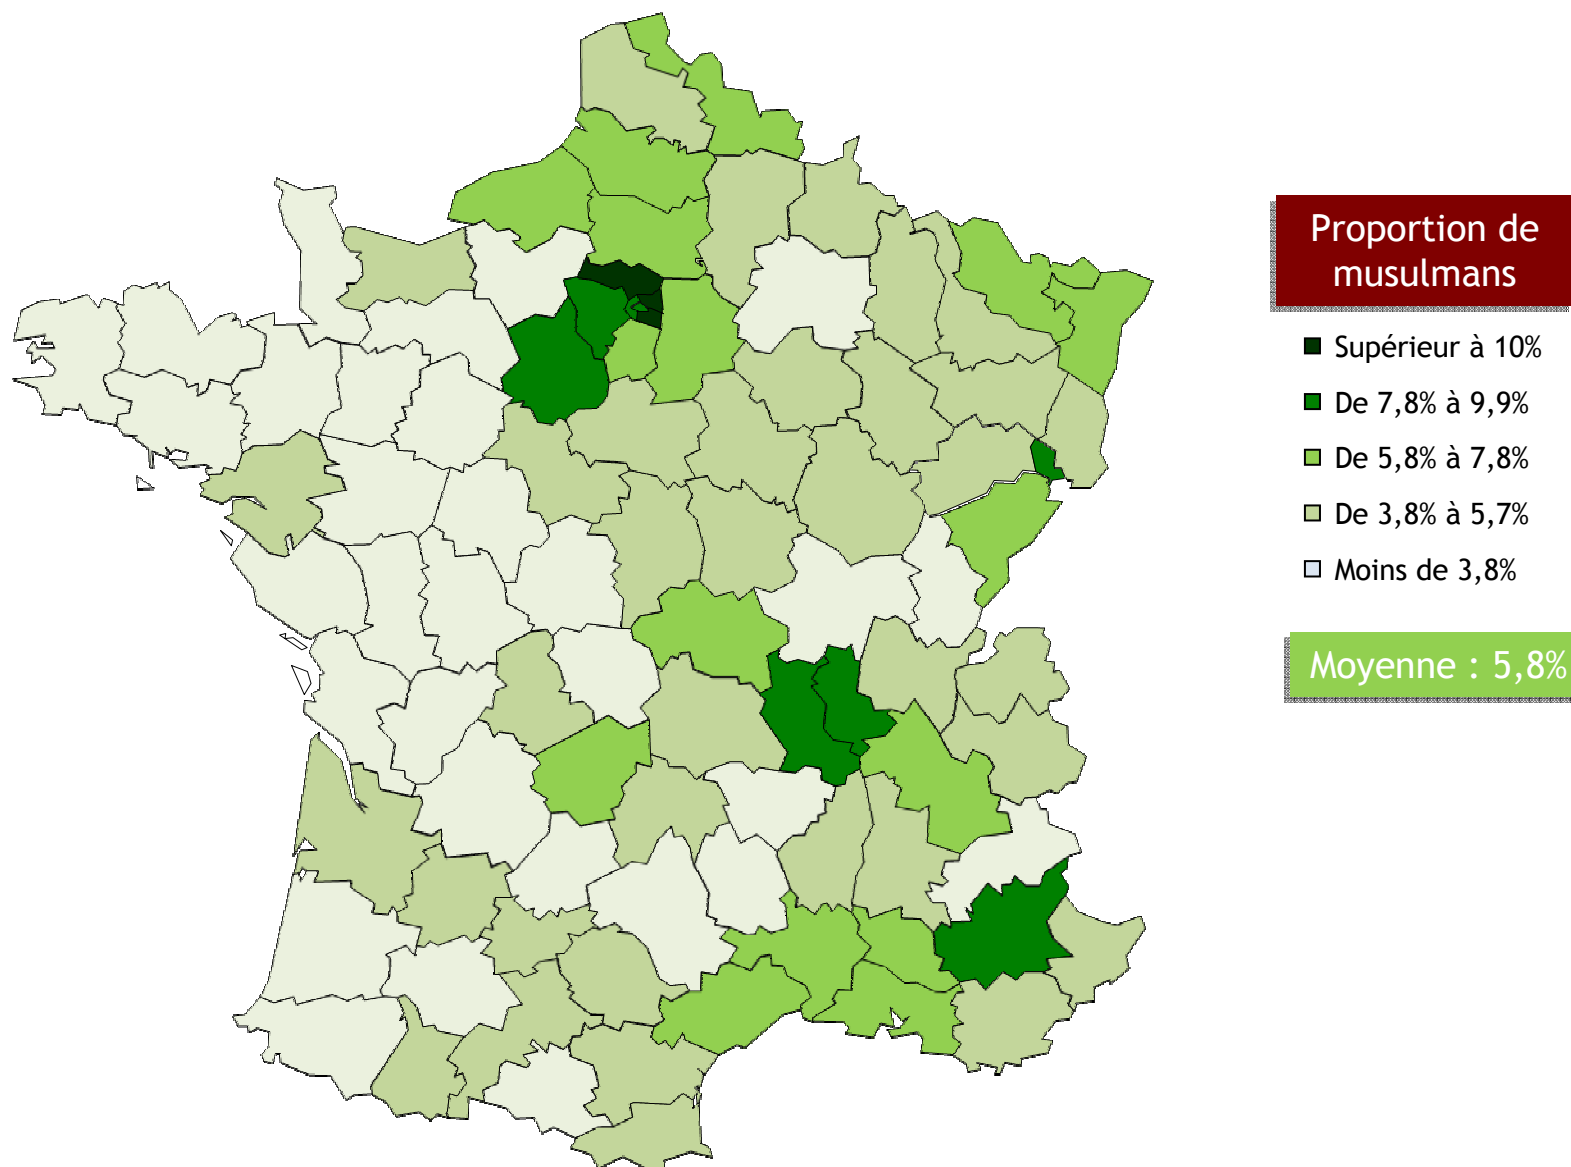 Proportion de
musulmans
Supérieur à 10%
De 7,8% à 9,9%
De 5,8% à 7,8%
De 3,8% à 5,7%
Moins de 3,8%
Moyenne : 5,8%